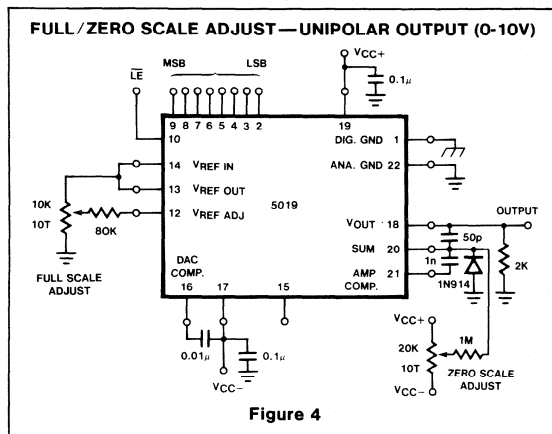 FULL/ZERO SCALE ADJUST—UNIPOLAR OUTPUT (0-10V)
VCC+
LE MSB LSB
0.1μ
9 8 7 6 5 4 3 2
19
10
DIG. GND 1
14 VREF IN
ANA. GND 22
13 VREF OUT
5019
10K
10T
80K
12 VREF ADJ
VOUT 18
OUTPUT
50p
FULL SCALE
ADJUST
SUM 20
1n
2K
DAC
COMP.
AMP 21
COMP.
1N914
16 17 15
VCC+
0.01μ
0.1μ
20K
10T
1M
VCC-
ZERO SCALE
ADJUST
VCC-
Figure 4